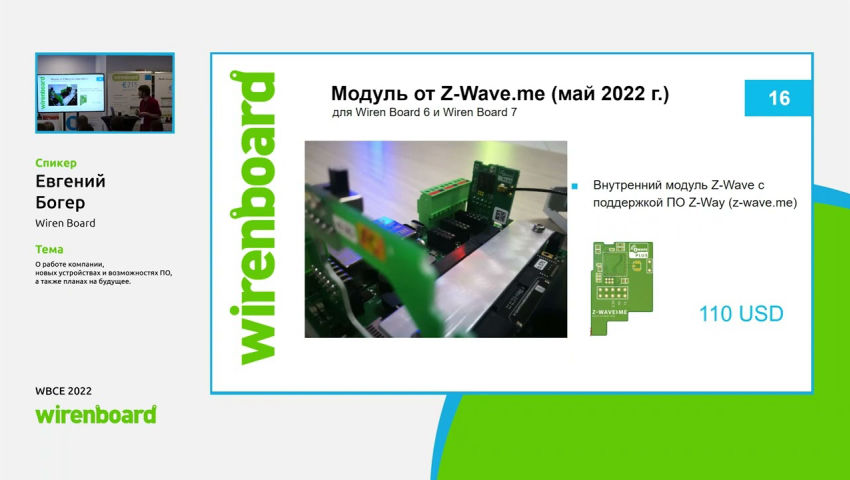 Спикер
Евгений
Богер
Wiren Board
Тема
О работе компании,
новых устройствах и возможностях ПО,
а также планах на будущее.
WBCE 2022
wirenboard
wirenboard
Модуль от Z-Wave.me (май 2022 г.)
для Wiren Board 6 и Wiren Board 7
16
Внутренний модуль Z-Wave с
поддержкой ПО Z-Way (z-wave.me)
PLUS
Z-WAVE>ME
110 USD